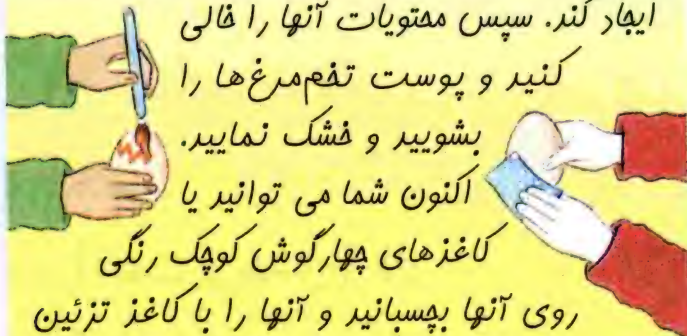 ایجاد کند. سپس محتویات آنها را خالی
کنید و پوست تخم‌مرغ‌ها را
بشویید و خشک نمایید.
اکنون شما می توانید یا
کاغذهای چهارگوش کوچک رنگی
روی آنها بچسبانید و آنها را با کاغذ تزئین